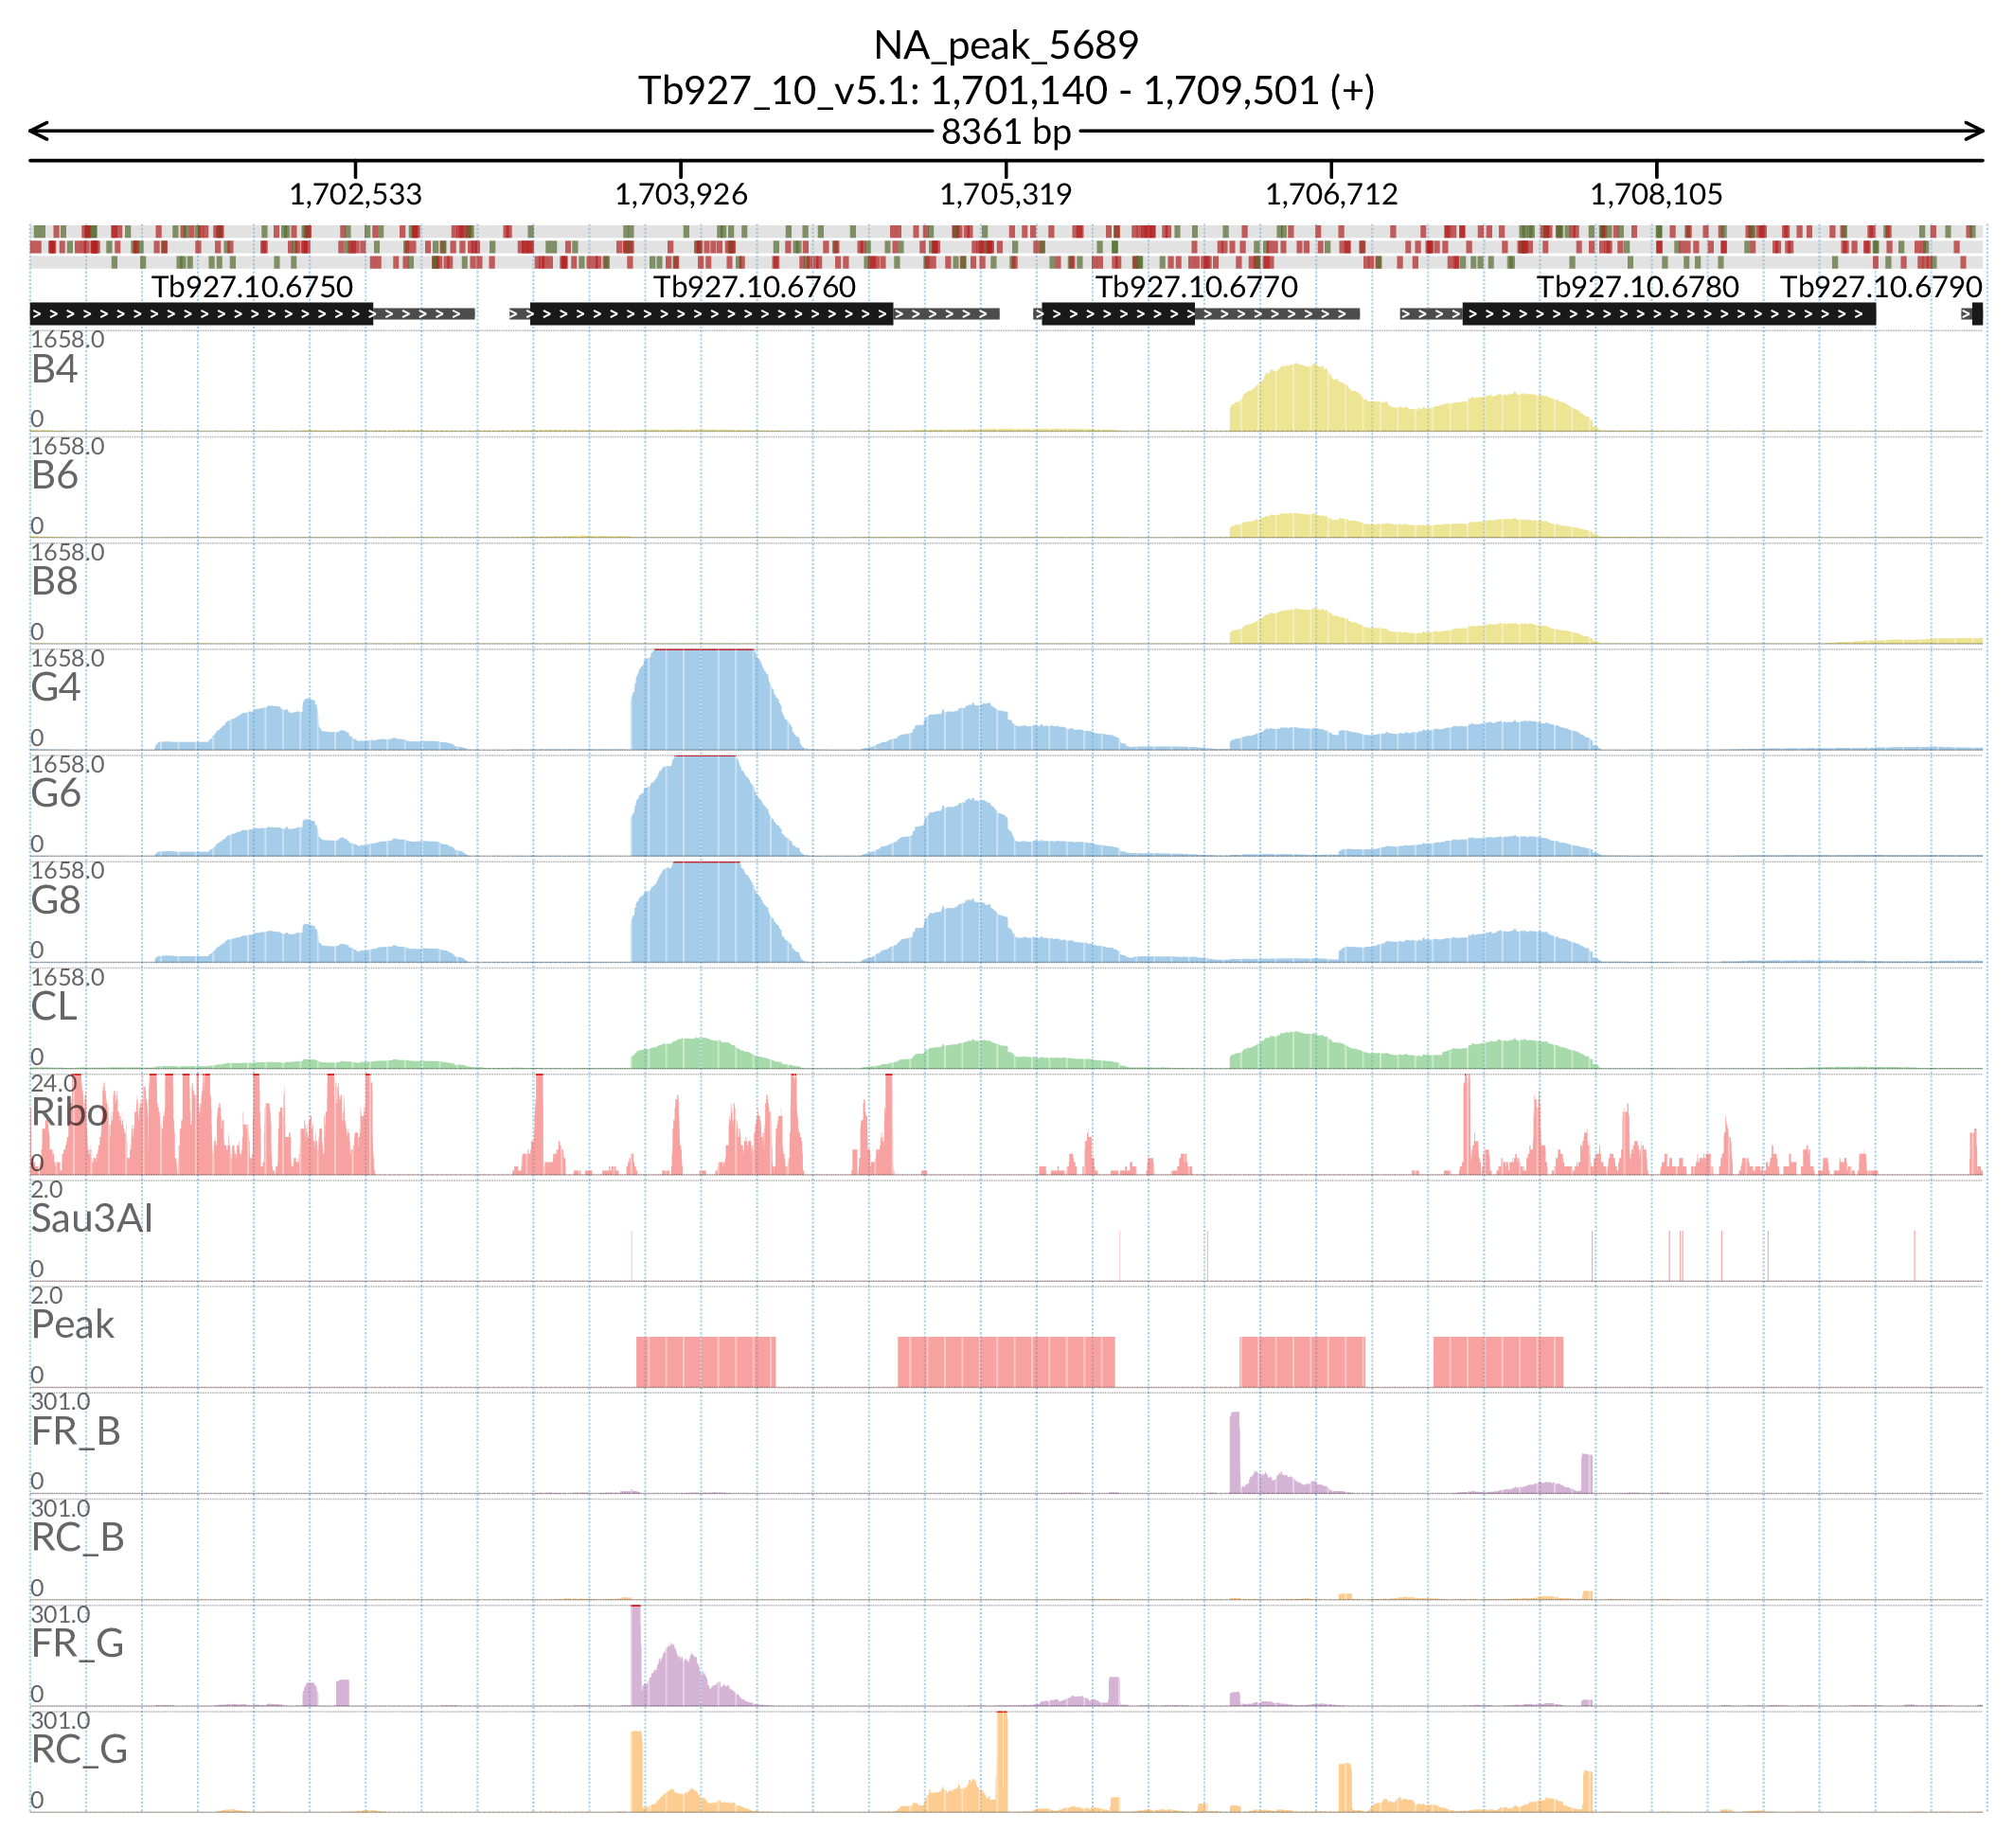 NA_peak_5689
Tb927_10_v5.1: 1,701,140 - 1,709,501 (+)
8361 bp
1,702,533 1,703,926 1,705,319 1,706,712 1,708,105
Tb927.10.6750 Tb927.10.6760 Tb927.10.6770 Tb927.10.6780 Tb927.10.6790
1658.0
B4
0
1658.0
B6
0
1658.0
B8
0
1658.0
G4
0
1658.0
G6
0
1658.0
G8
0
1658.0
CL
0
24.0
Ribo
0
2.0
Sau3AI
0
2.0
Peak
0
301.0
FR_B
0
301.0
RC_B
0
301.0
FR_G
0
301.0
RC_G
0